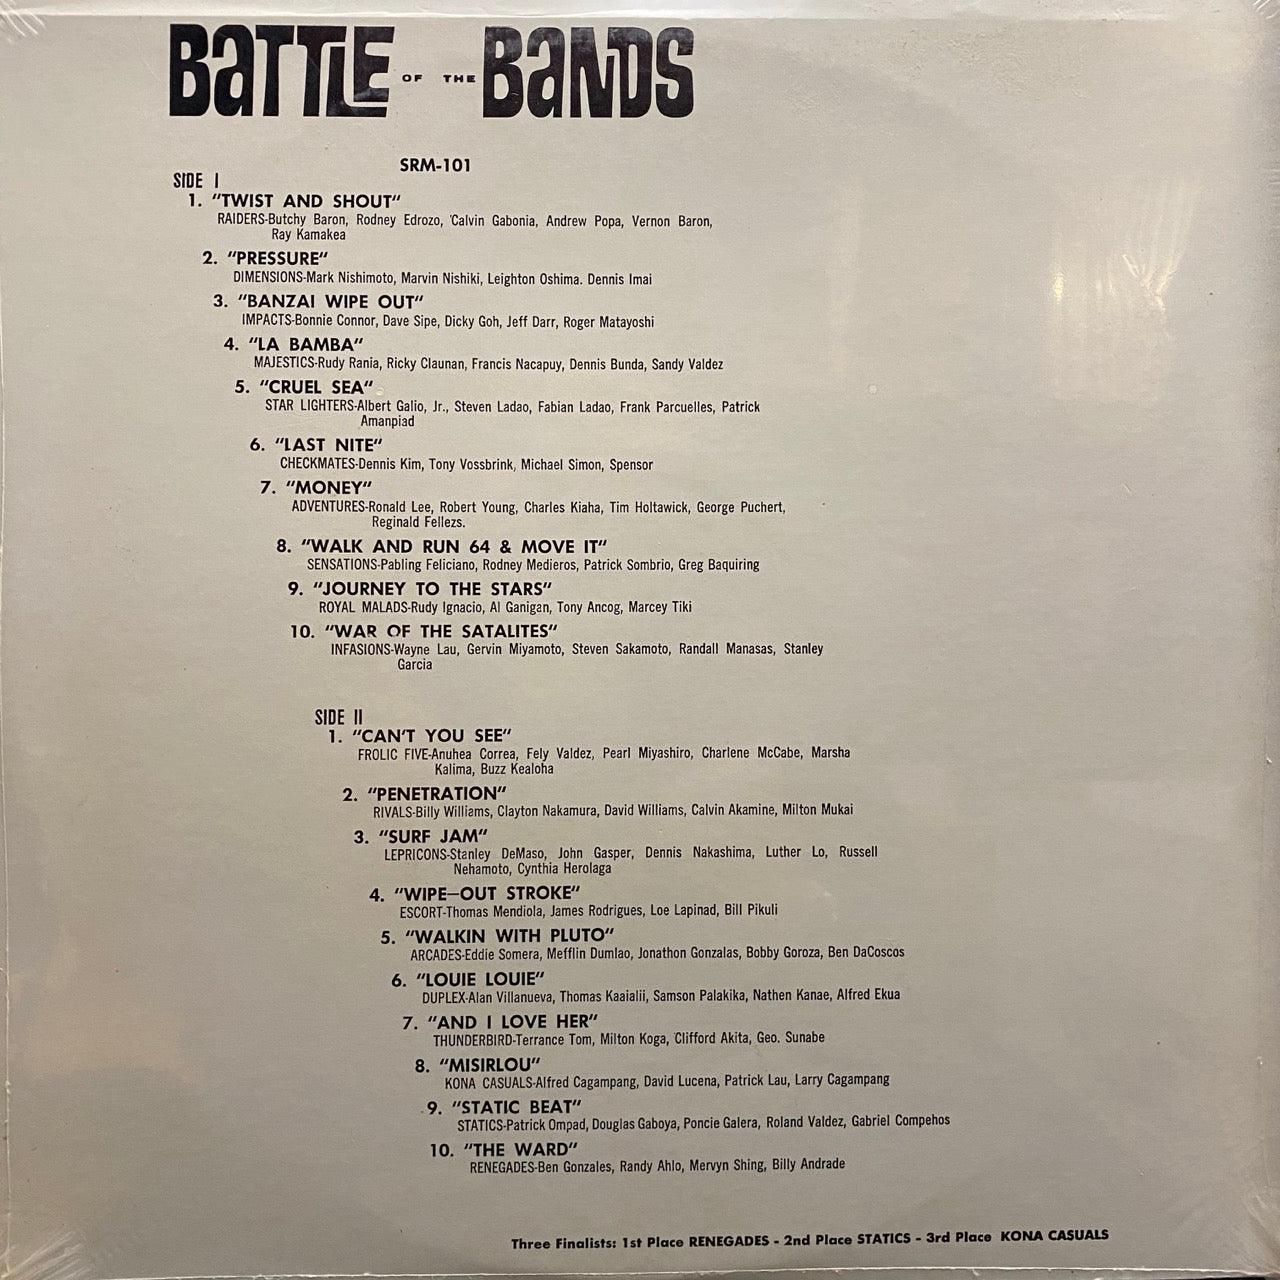 BATTLE OF THE BANDS
SRM-101
SIDE I
1. "TWIST AND SHOUT"
RAIDERS-Butchy Baron, Rodney Edrozo, 'Calvin Gabonia, Andrew Popa, Vernon Baron,
Ray Kamakea
2. "PRESSURE"
DIMENSIONS-Mark Nishimoto, Marvin Nishiki, Leighton Oshima. Dennis Imai
3. "BANZAI WIPE OUT"
IMPACTS-Bonnie Connor, Dave Sipe, Dicky Goh, Jeff Darr, Roger Matayoshi
4. "LA BAMBA"
MAJESTICS-Rudy Rania, Ricky Claunan, Francis Nacapuy, Dennis Bunda, Sandy Valdez
5. "CRUEL SEA"
STAR LIGHTERS-Albert Galio, Jr., Steven Ladao, Fabian Ladao, Frank Parcuelles, Patrick
Amanpiad
6. "LAST NITE"
CHECKMATES-Dennis Kim, Tony Vossbrink, Michael Simon, Spensor
7. "MONEY"
ADVENTURES-Ronald Lee, Robert Young, Charles Kiaha, Tim Holtawick, George Puchert,
Reginald Fellezs.
8. "WALK AND RUN 64 & MOVE IT"
SENSATIONS-Pabling Feliciano, Rodney Medieros, Patrick Sombrio, Greg Baquiring
9. "JOURNEY TO THE STARS"
ROYAL MALADS-Rudy Ignacio, Al Ganigan, Tony Ancog, Marcey Tiki
10. "WAR OF THE SATALITES"
INFASIONS-Wayne Lau, Gervin Miyamoto, Steven Sakamoto, Randall Manasas, Stanley
Garcia
SIDE II
1. "CAN'T YOU SEE"
FROLIC FIVE-Anuhea Correa, Fely Valdez, Pearl Miyashiro, Charlene McCabe, Marsha
Kalima, Buzz Kealoha
2. "PENETRATION"
RIVALS-Billy Williams, Clayton Nakamura, David Williams, Calvin Akamine, Milton Mukai
3. "SURF JAM"
LEPRICONS-Stanley DeMaso, John Gasper, Dennis Nakashima, Luther Lo, Russell
Nehamoto, Cynthia Herolaga
4. "WIPE—OUT STROKE"
ESCORT-Thomas Mendiola, James Rodrigues, Loe Lapinad, Bill Pikuli
5. "WALKIN WITH PLUTO"
ARCADES-Eddie Somera, Mefflin Dumlao, Jonathon Gonzalas, Bobby Goroza, Ben DaCoscos
6. "LOUIE LOUIE"
DUPLEX-Alan Villanueva, Thomas Kaaialii, Samson Palakika, Nathen Kanae, Alfred Ekua
7. "AND I LOVE HER"
THUNDERBIRD-Terrance Tom, Milton Koga, Clifford Akita, Geo. Sunabe
8. "MISIRLOU"
KONA CASUALS-Alfred Cagampang, David Lucena, Patrick Lau, Larry Cagampang
9. "STATIC BEAT"
STATICS-Patrick Ompad, Douglas Gaboya, Poncie Galera, Roland Valdez, Gabriel Compehos
10. "THE WARD"
RENEGADES-Ben Gonzales, Randy Ahlo, Mervyn Shing, Billy Andrade
Three Finalists: 1st Place RENEGADES - 2nd Place STATICS - 3rd Place KONA CASUALS